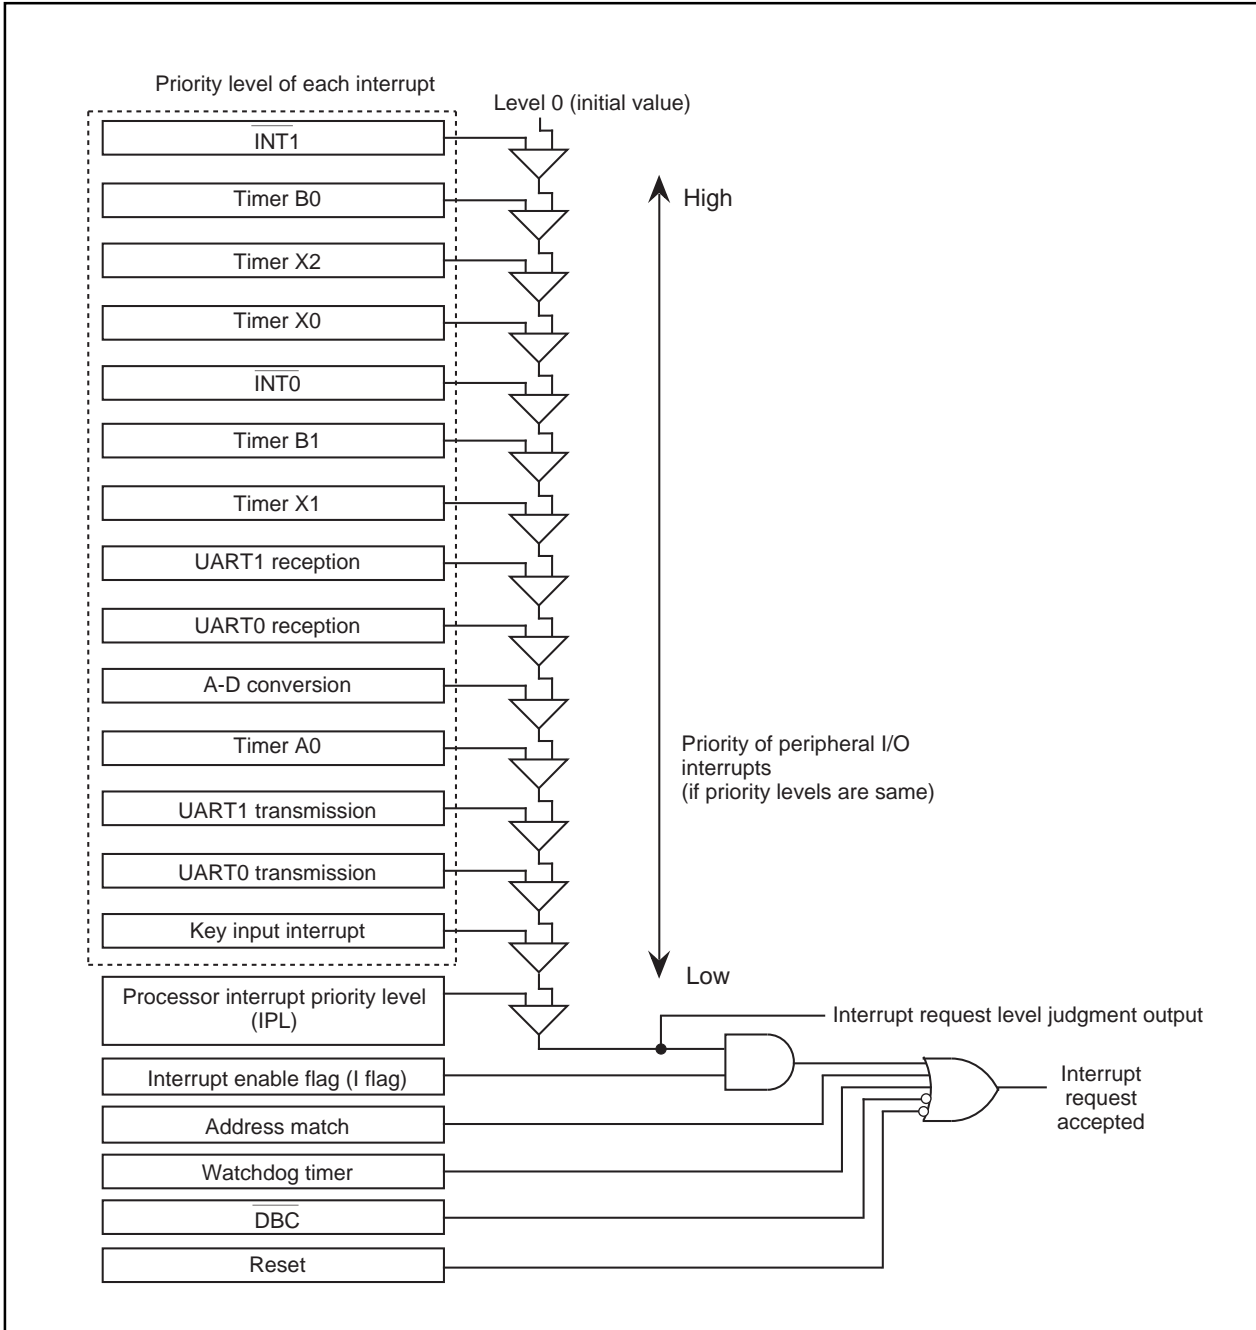 Priority level of each interrupt
Level 0 (initial value)
INT1
Timer B0
High
Timer X2
Timer X0
INT0
Timer B1
Timer X1
UART1 reception
UART0 reception
A-D conversion
Timer A0
Priority of peripheral I/O
interrupts
(if priority levels are same)
UART1 transmission
UART0 transmission
Key input interrupt
Low
Processor interrupt priority level
(IPL)
Interrupt request level judgment output
Interrupt enable flag (I flag)
Interrupt
request
accepted
Address match
Watchdog timer
DBC
Reset